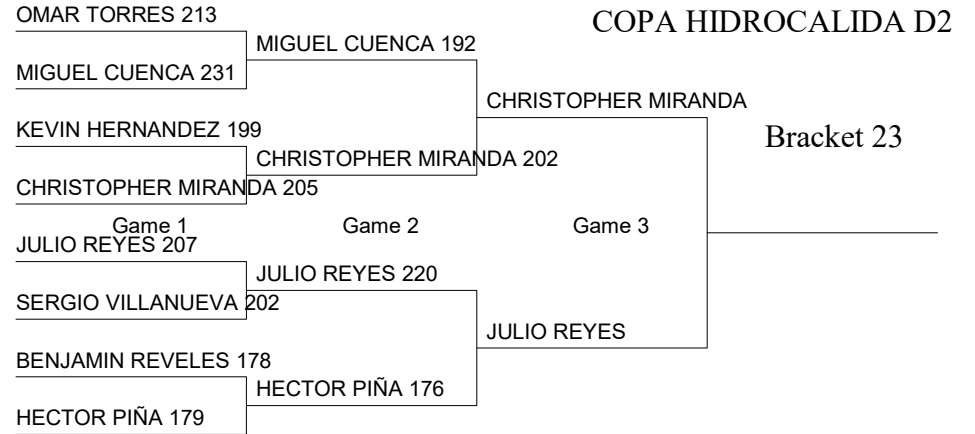 OMAR TORRES 213
COPA HIDROCALIDA D2
MIGUEL CUENCA 192
MIGUEL CUENCA 231
CHRISTOPHER MIRANDA
KEVIN HERNANDEZ 199
Bracket 23
CHRISTOPHER MIRANDA 202
CHRISTOPHER MIRANDA 205
Game 1
Game 2
Game 3
JULIO REYES 207
JULIO REYES 220
SERGIO VILLANUEVA 202
JULIO REYES
BENJAMIN REVELES 178
HECTOR PIÑA 176
HECTOR PIÑA 179